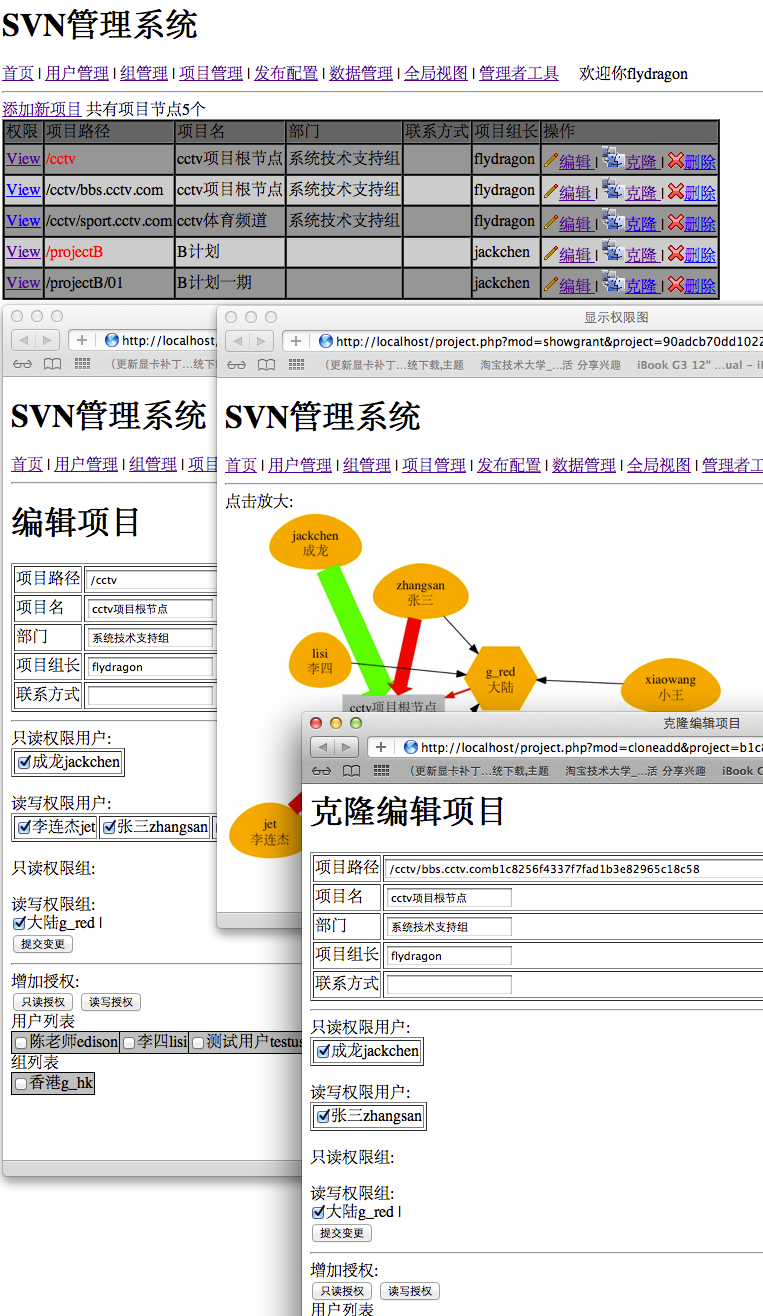 SVN管理系统
首页 | 用户管理 | 组管理 | 项目管理 | 发布配置 | 数据管理 | 全局视图 | 管理者工具 欢迎你flydragon
添加新项目 共有项目节点5个
权限 项目路径 项目名 部门 联系方式 项目组长 操作
View /cctv cctv项目根节点 系统技术支持组 flydragon 编辑 | 克隆 | 删除
View /cctv/bbs.cctv.com cctv项目根节点 系统技术支持组 flydragon 编辑 | 克隆 | 删除
View /cctv/sport.cctv.com cctv体育频道 系统技术支持组 flydragon 编辑 | 克隆 | 删除
View /projectB B计划 jackchen 编辑 | 克隆 | 删除
View /projectB/01 B计划一期 jackchen 编辑 | 克隆 | 删除
http://localhost/
(更新显卡补丁...统下
SVN管理系统
首页 | 用户管理 | 组管理 | 项目
编辑项目
项目路径 /cctv
项目名 cctv项目根节点
部门 系统技术支持组
项目组长 flydragon
联系方式
只读权限用户:
成龙jackchen
读写权限用户:
李连杰jet 张三zhangsan
只读权限组:
读写权限组:
大陆g_red |
提交变更
增加授权:
只读授权 读写授权
用户列表
陈老师edison 李四lisi 测试用户testus
组列表
香港g_hk
显示权限图
http://localhost/project.php?mod=showgrant&project=90adcb70dd1022
(更新显卡补丁...统下载,主题 淘宝技术大学_...活 分享兴趣 iBook G3 12" ...ual - iF
SVN管理系统
首页 | 用户管理 | 组管理 | 项目管理 | 发布配置 | 数据管理 | 全局视图 | 管理者工
点击放大:
jackchen
成龙
zhangsan
张三
lisi
李四
g_red
大陆
xiaowang
小王
cctv项目根节点
jet
李连杰
克隆编辑项目
http://localhost/project.php?mod=cloneadd&project=b1c8
(更新显卡补丁...统下载,主题 淘宝技术大学_...活 分享兴趣 iBook G
克隆编辑项目
项目路径 /cctv/bbs.cctv.comb1c8256f4337f7fad1b3e82965c18c58
项目名 cctv项目根节点
部门 系统技术支持组
项目组长 flydragon
联系方式
只读权限用户:
成龙jackchen
读写权限用户:
张三zhangsan
只读权限组:
读写权限组:
大陆g_red |
提交变更
增加授权:
只读授权 读写授权
用户列表